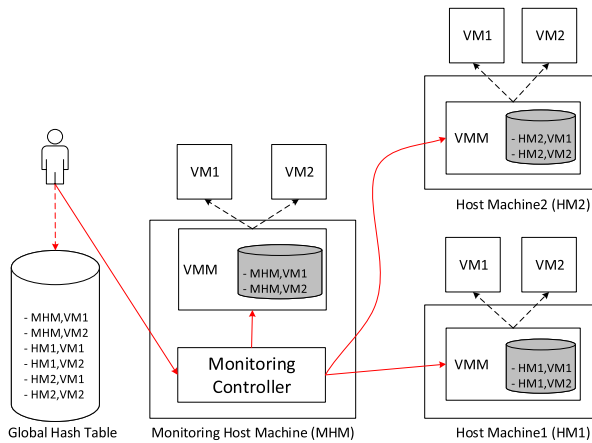 VM1
VM2
VMM
- HM2,VM1
- HM2,VM2
Host Machine2 (HM2)
VM1
VM2
VMM
- MHM,VM1
- MHM,VM2
Monitoring
Controller
Monitoring Host Machine (MHM)
- MHM,VM1
- MHM,VM2
- HM1,VM1
- HM1,VM2
- HM2,VM1
- HM2,VM2
Global Hash Table
VM1
VM2
VMM
- HM1,VM1
- HM1,VM2
Host Machine1 (HM1)